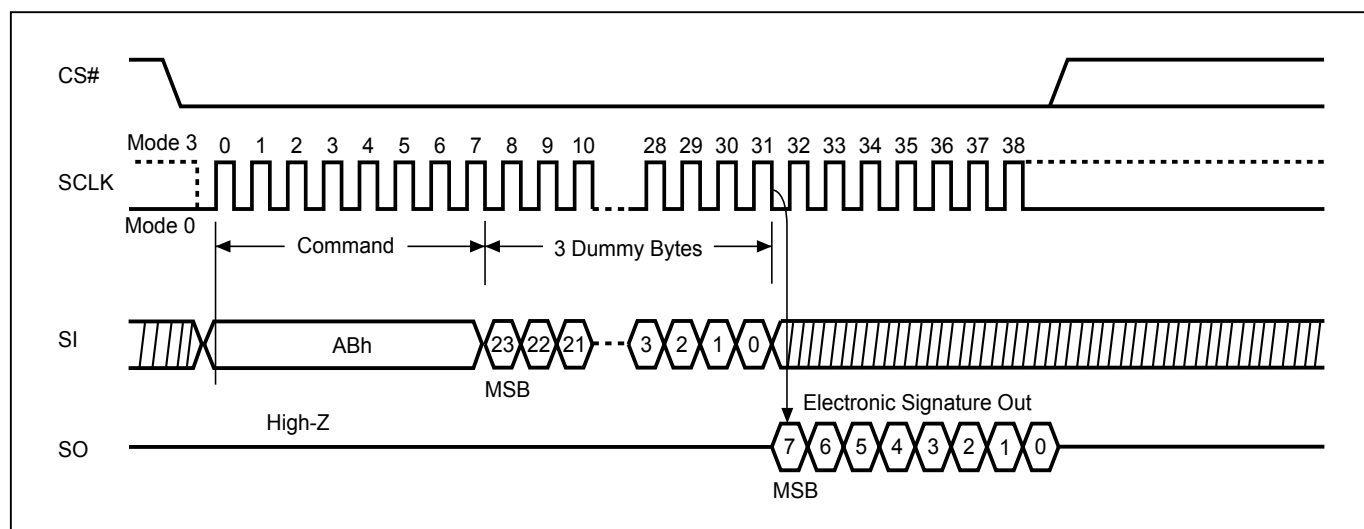 CS#
Mode 3
0 1 2 3 4 5 6 7 8 9 10 28 29 30 31 32 33 34 35 36 37 38
SCLK
Mode 0
Command
3 Dummy Bytes
SI
ABh
23 22 21 3 2 1 0
MSB
High-Z
Electronic Signature Out
SO
7 6 5 4 3 2 1 0
MSB